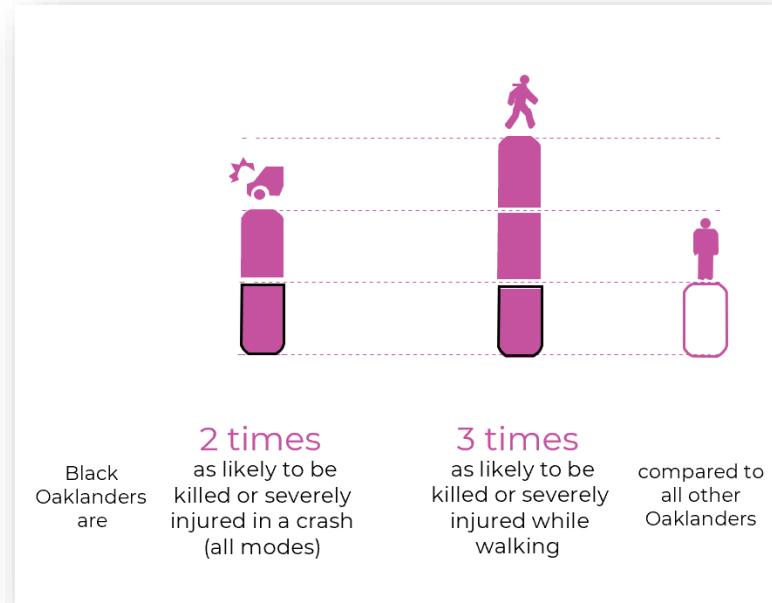 Black
Oaklanders
are
2 times
as likely to be
killed or severely
injured in a crash
(all modes)
3 times
as likely to be
killed or severely
injured while
walking
compared to
all other
Oaklanders